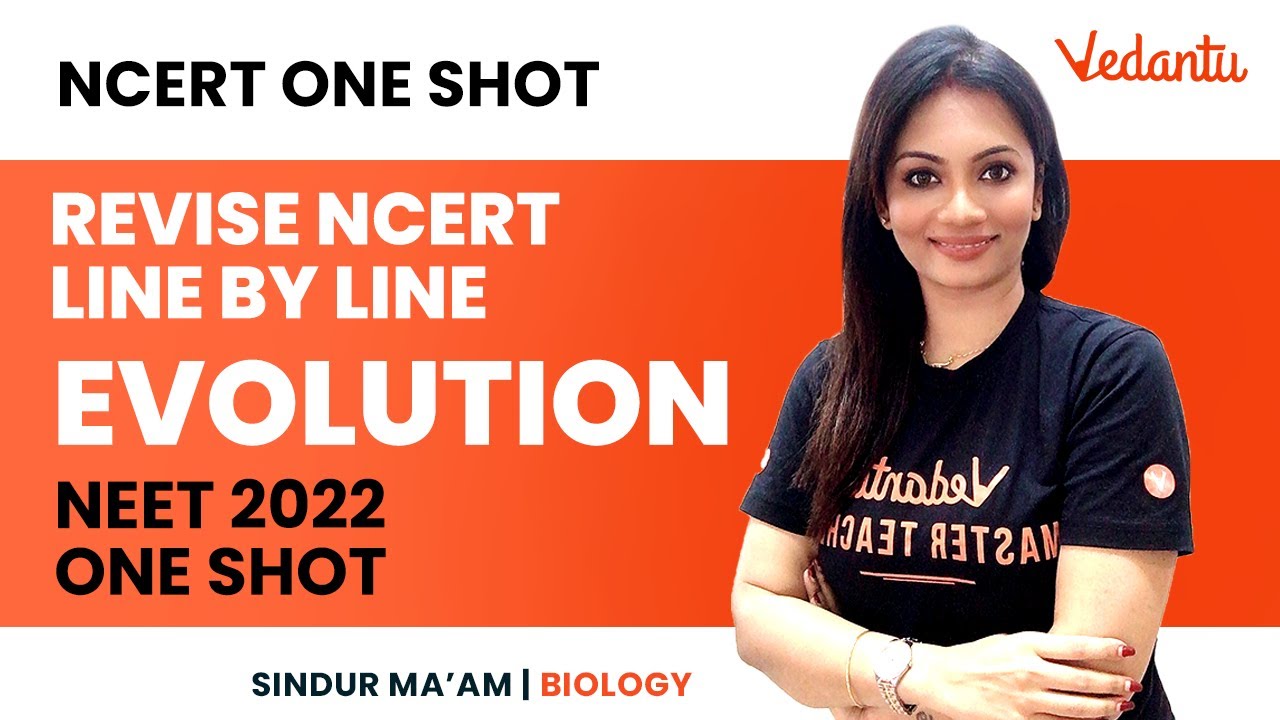 NCERT ONE SHOT
Vedantu
REVISE NCERT
LINE BY LINE
EVOLUTION
NEET 2022
ONE SHOT
Vedantu
MASTER TEACH
SINDUR MA’AM | BIOLOGY